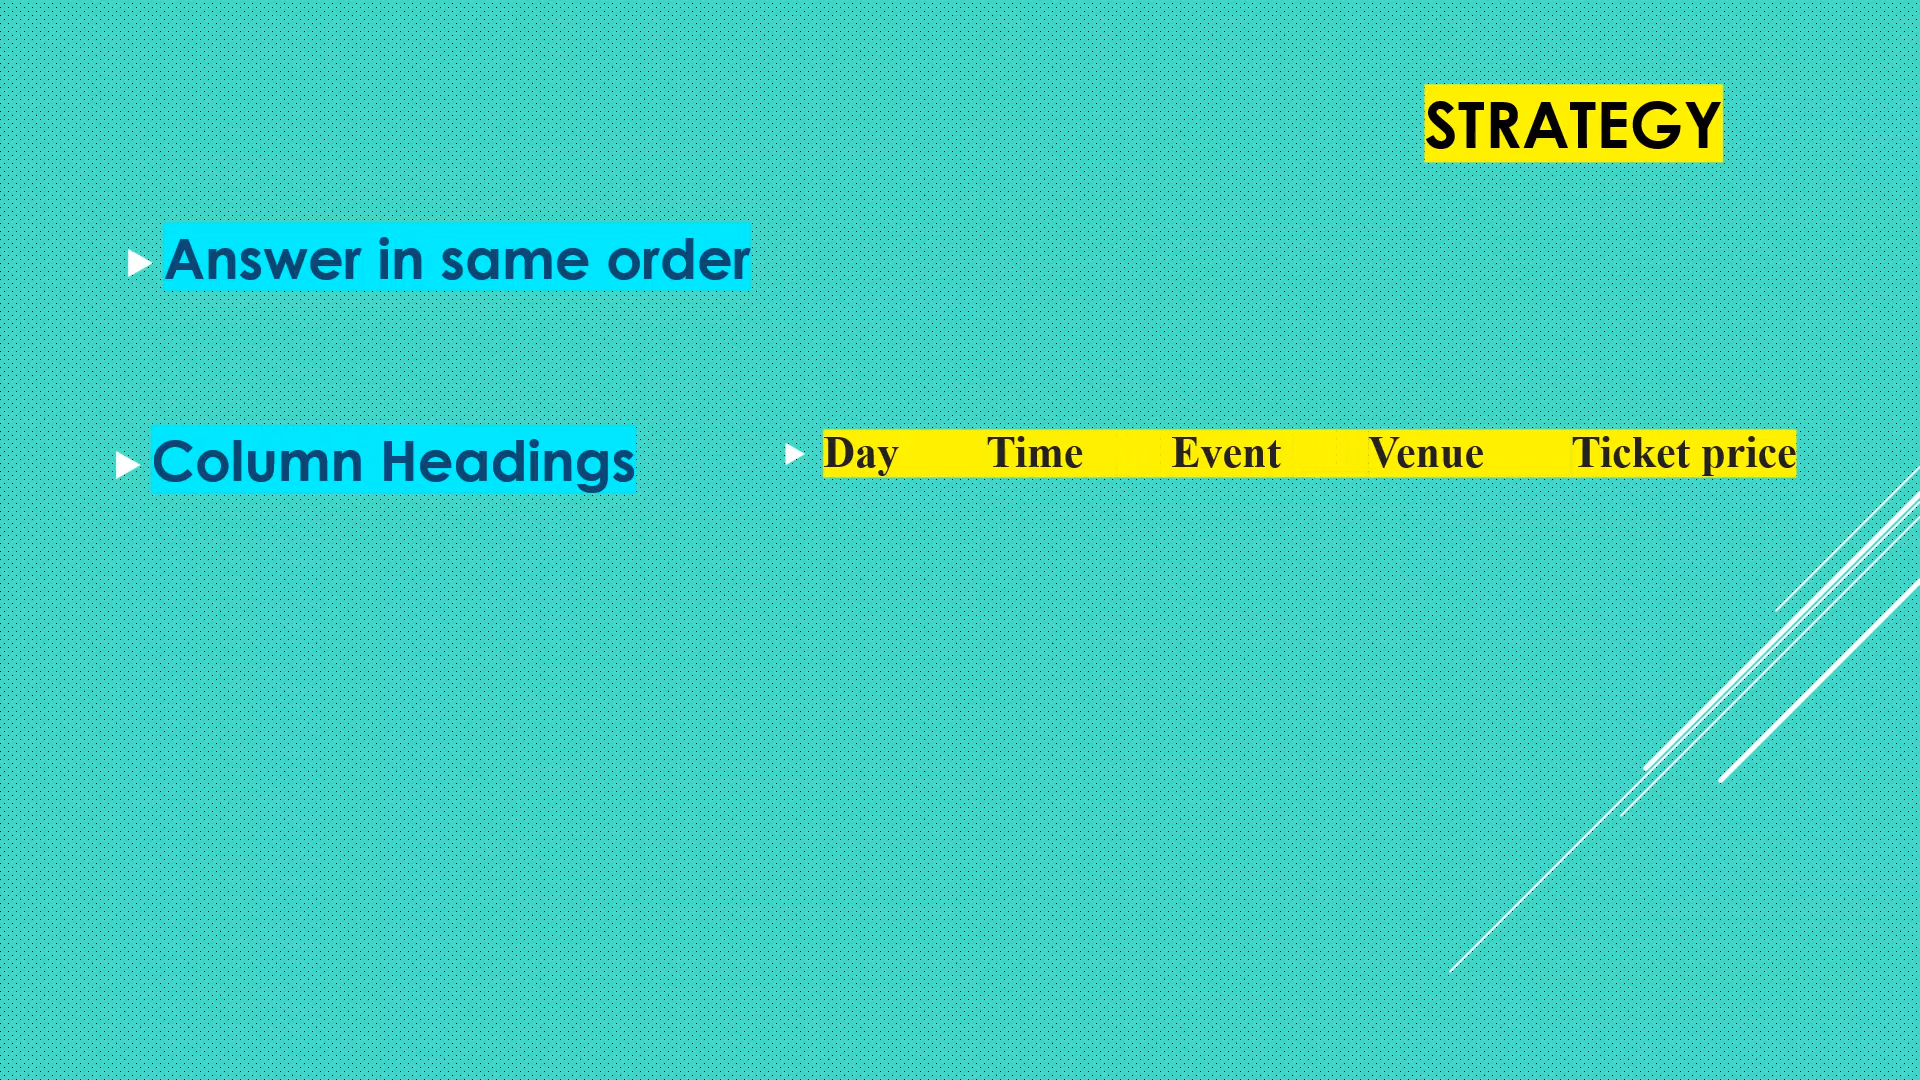 STRATEGY
Answer in same order
Column Headings
Day Time Event Venue Ticket price